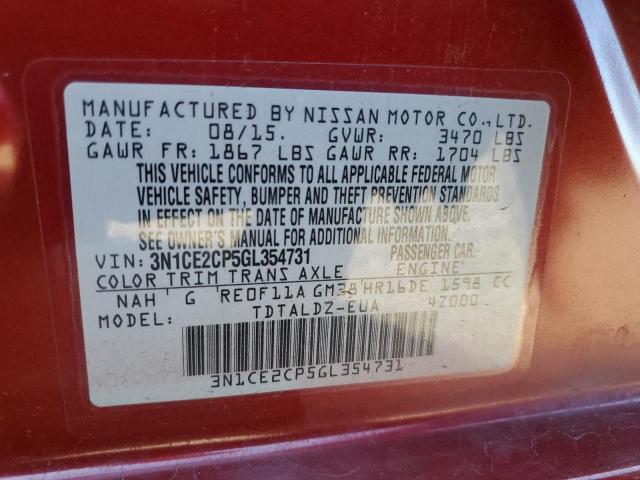 MANUFACTURED BY NISSAN MOTOR CO.,LTD.
DATE: 08/15. GVWR: 3470 LBS
GAWR FR: 1867 LBS GAWR RR: 1704 LBS
THIS VEHICLE CONFORMS TO ALL APPLICABLE FEDERAL MOTOR
VEHICLE SAFETY, BUMPER AND THEFT PREVENTION STANDARDS
IN EFFECT ON THE DATE OF MANUFACTURE SHOWN ABOVE.
SEE OWNER'S MANUAL FOR ADDITIONAL INFORMATION.
VIN: 3N1CE2CP5GL354731 PASSENGER CAR.
COLOR TRIM TRANS AXLE ENGINE
NAH G RE0F11A GM38 HR16DE 1598 CC
MODEL: TDTALDZ-EUA 4Z000
3N1CE2CP5GL354731